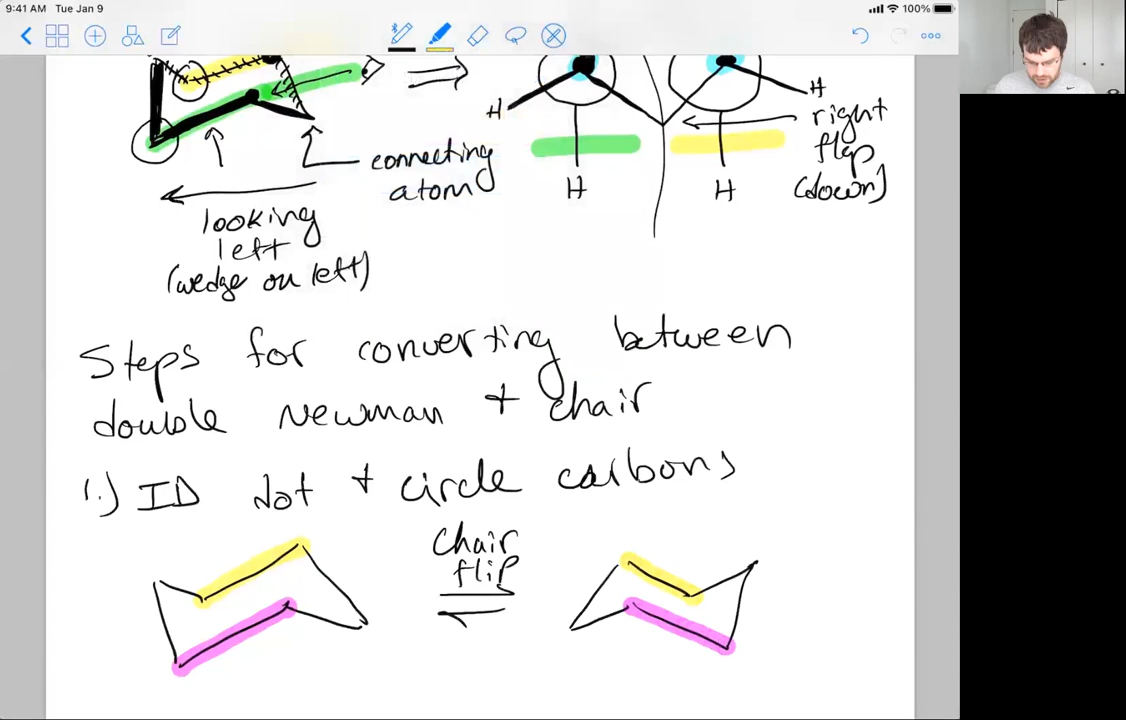 9:41 AM Tue Jan 9
100%
H
H
right
flap
(down)
connecting
atom
H
H
looking
left
(wedge on left)
Steps for converting between
double Newman + chair
1.) ID dot + circle carbons
chair
flip